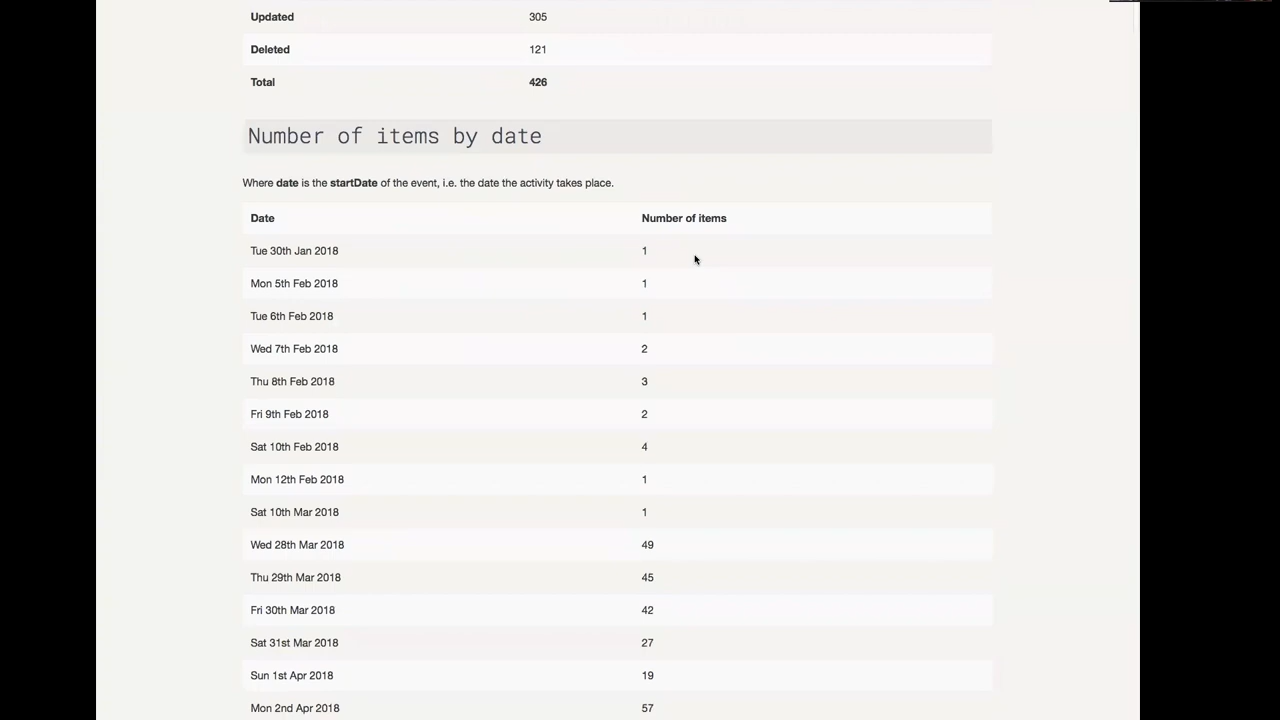 Updated 305
Deleted 121
Total 426
Number of items by date
Where date is the startDate of the event, i.e. the date the activity takes place.
Date Number of items
Tue 30th Jan 2018 1
Mon 5th Feb 2018 1
Tue 6th Feb 2018 1
Wed 7th Feb 2018 2
Thu 8th Feb 2018 3
Fri 9th Feb 2018 2
Sat 10th Feb 2018 4
Mon 12th Feb 2018 1
Sat 10th Mar 2018 1
Wed 28th Mar 2018 49
Thu 29th Mar 2018 45
Fri 30th Mar 2018 42
Sat 31st Mar 2018 27
Sun 1st Apr 2018 19
Mon 2nd Apr 2018 57